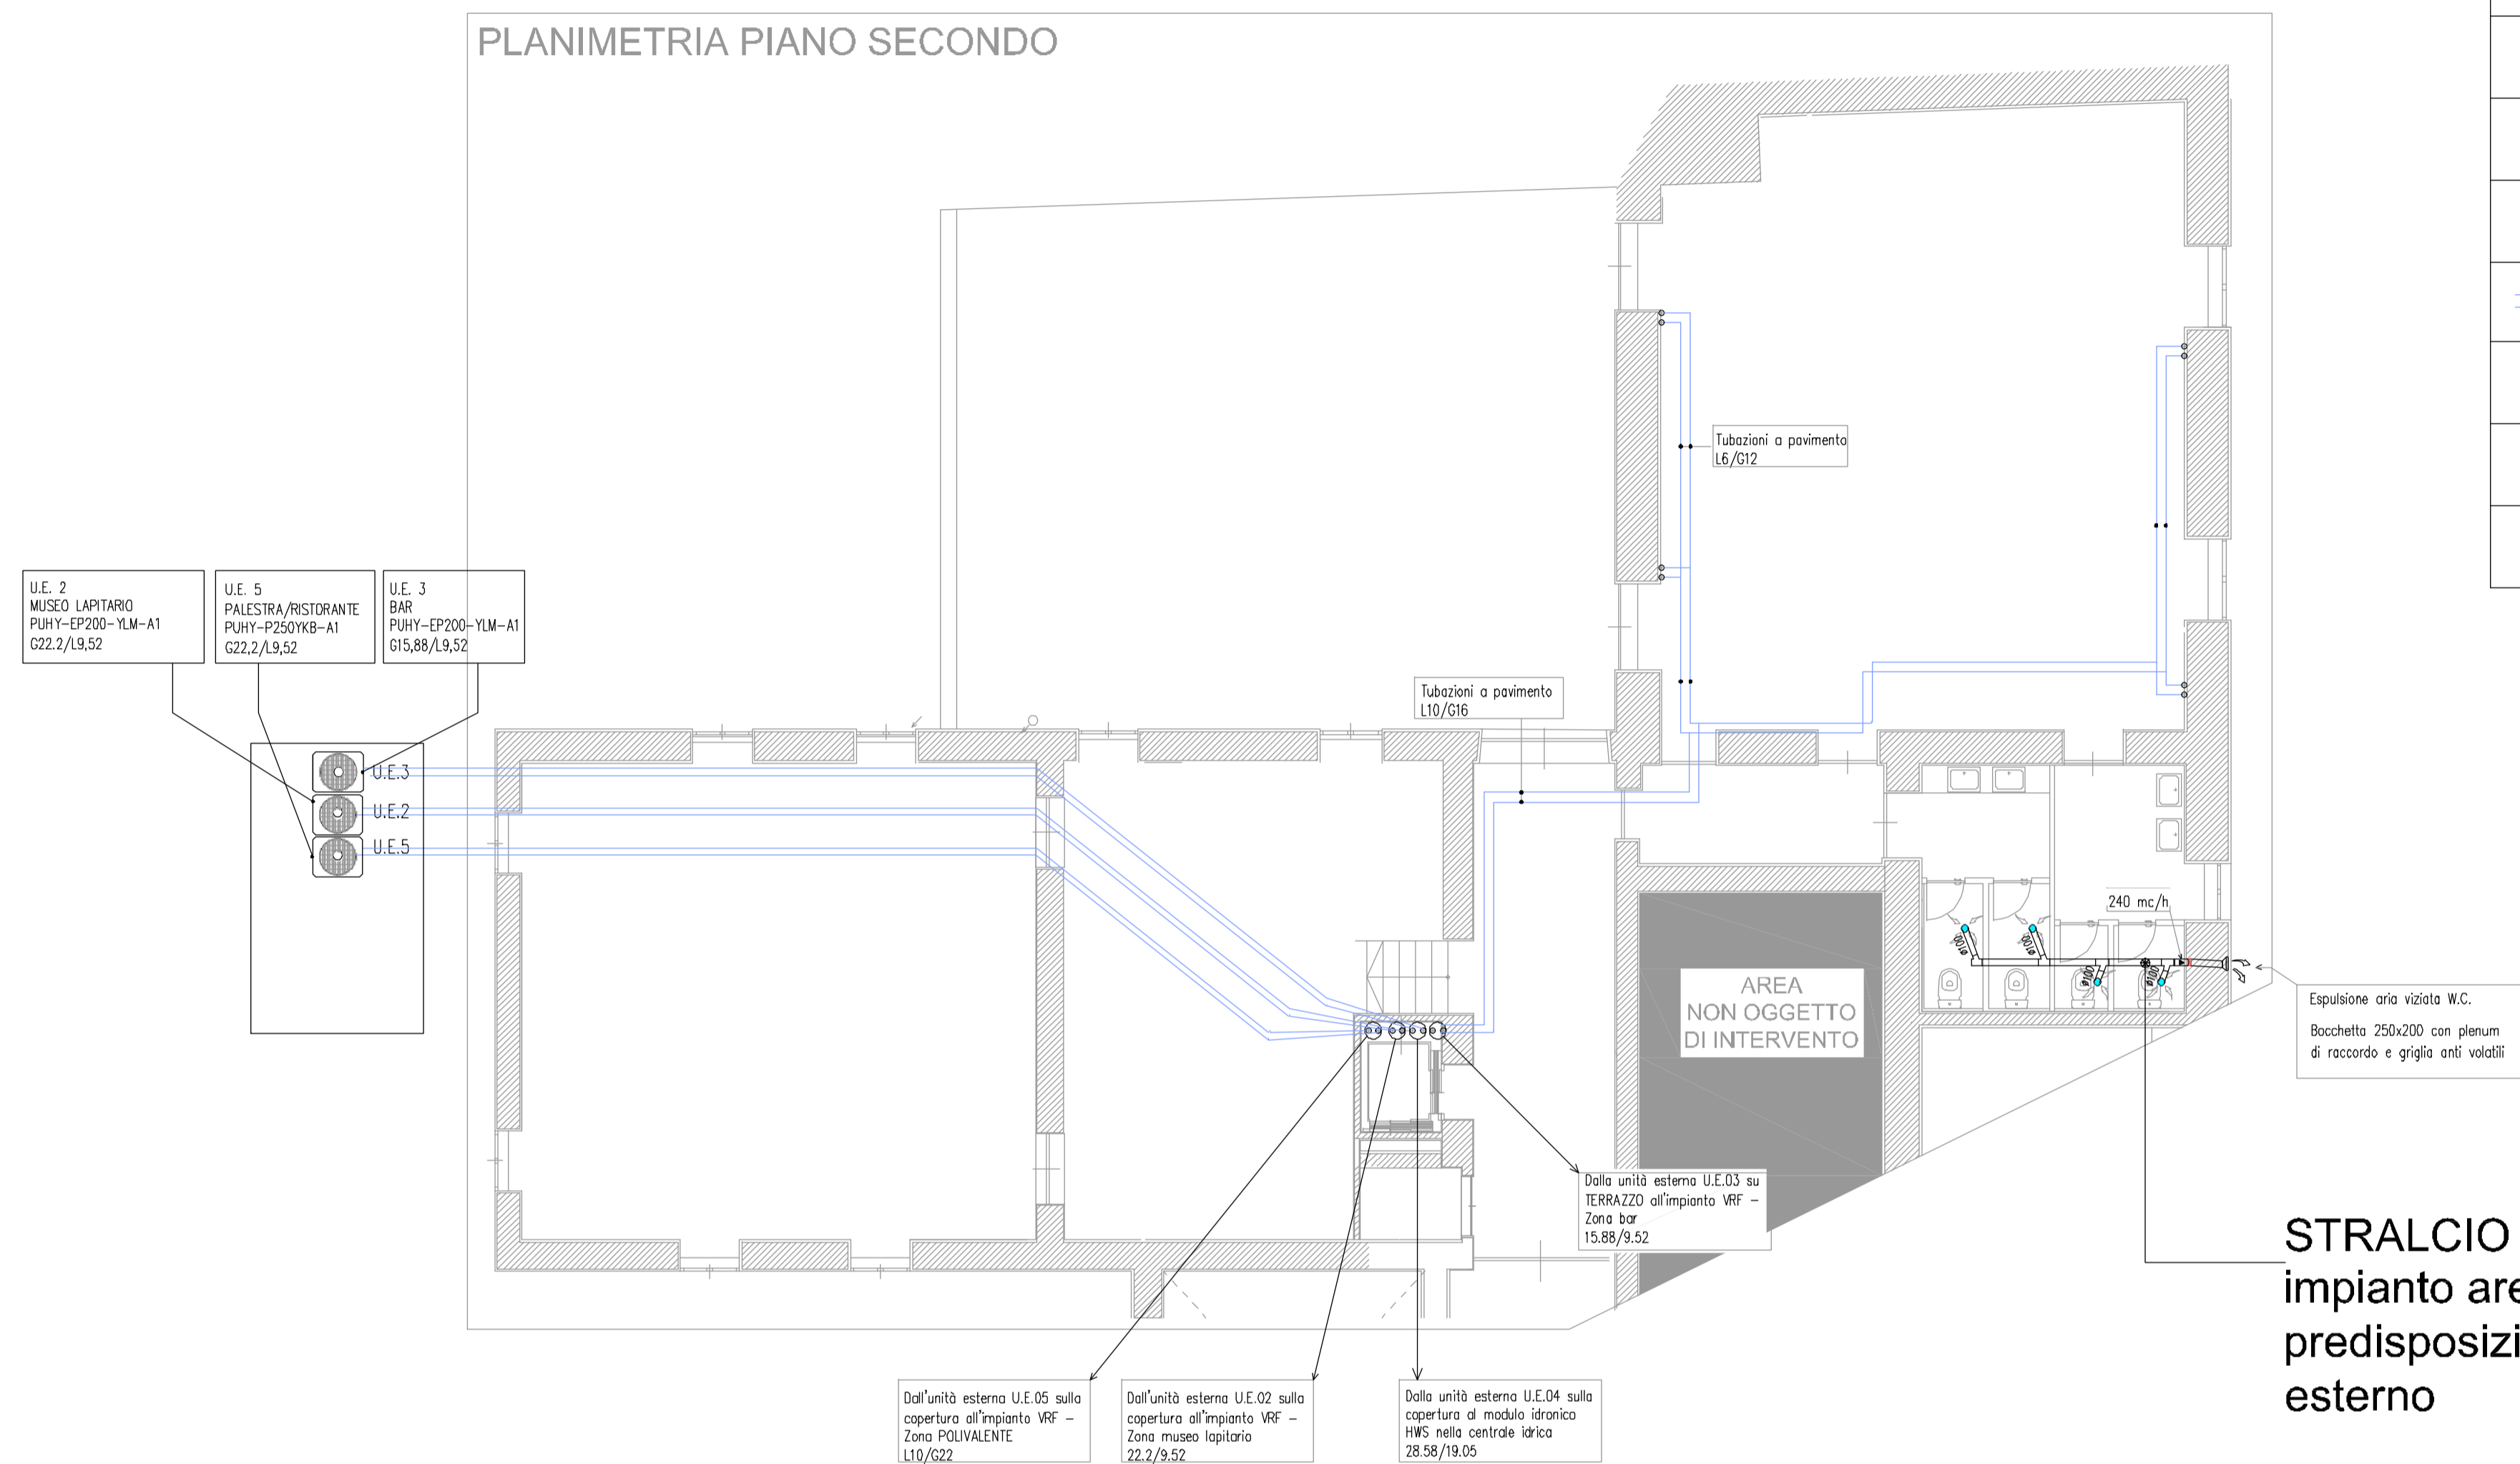 PLANIMETRIA PIANO SECONDO
Tubazioni a pavimento
L6/G12
U.E. 2
MUSEO LAPITARIO
PUHY-EP200-YLM-A1
G22.2/L9,52
U.E. 5
PALESTRA/RISTORANTE
PUHY-P250YKB-A1
G22,2/L9,52
U.E. 3
BAR
PUHY-EP200-YLM-A1
G15,88/L9,52
Tubazioni a pavimento
L10/G16
U.E.3
U.E.2
U.E.5
240 mc/h
Ø100
Ø100
Ø100
Ø100
AREA
NON OGGETTO
DI INTERVENTO
Espulsione aria viziata W.C.
Bocchetta 250x200 con plenum
di raccordo e griglia anti volatili
Dalla unità esterna U.E.03 su
TERRAZZO all'impianto VRF -
Zona bar
15.88/9.52
STRALCIO
impianto are
predisposizi
esterno
Dall'unità esterna U.E.05 sulla
copertura all'impianto VRF -
Zona POLIVALENTE
L10/G22
Dall'unità esterna U.E.02 sulla
copertura all'impianto VRF -
Zona museo lapitario
22.2/9.52
Dalla unità esterna U.E.04 sulla
copertura al modulo idronico
HWS nella centrale idrica
28.58/19.05